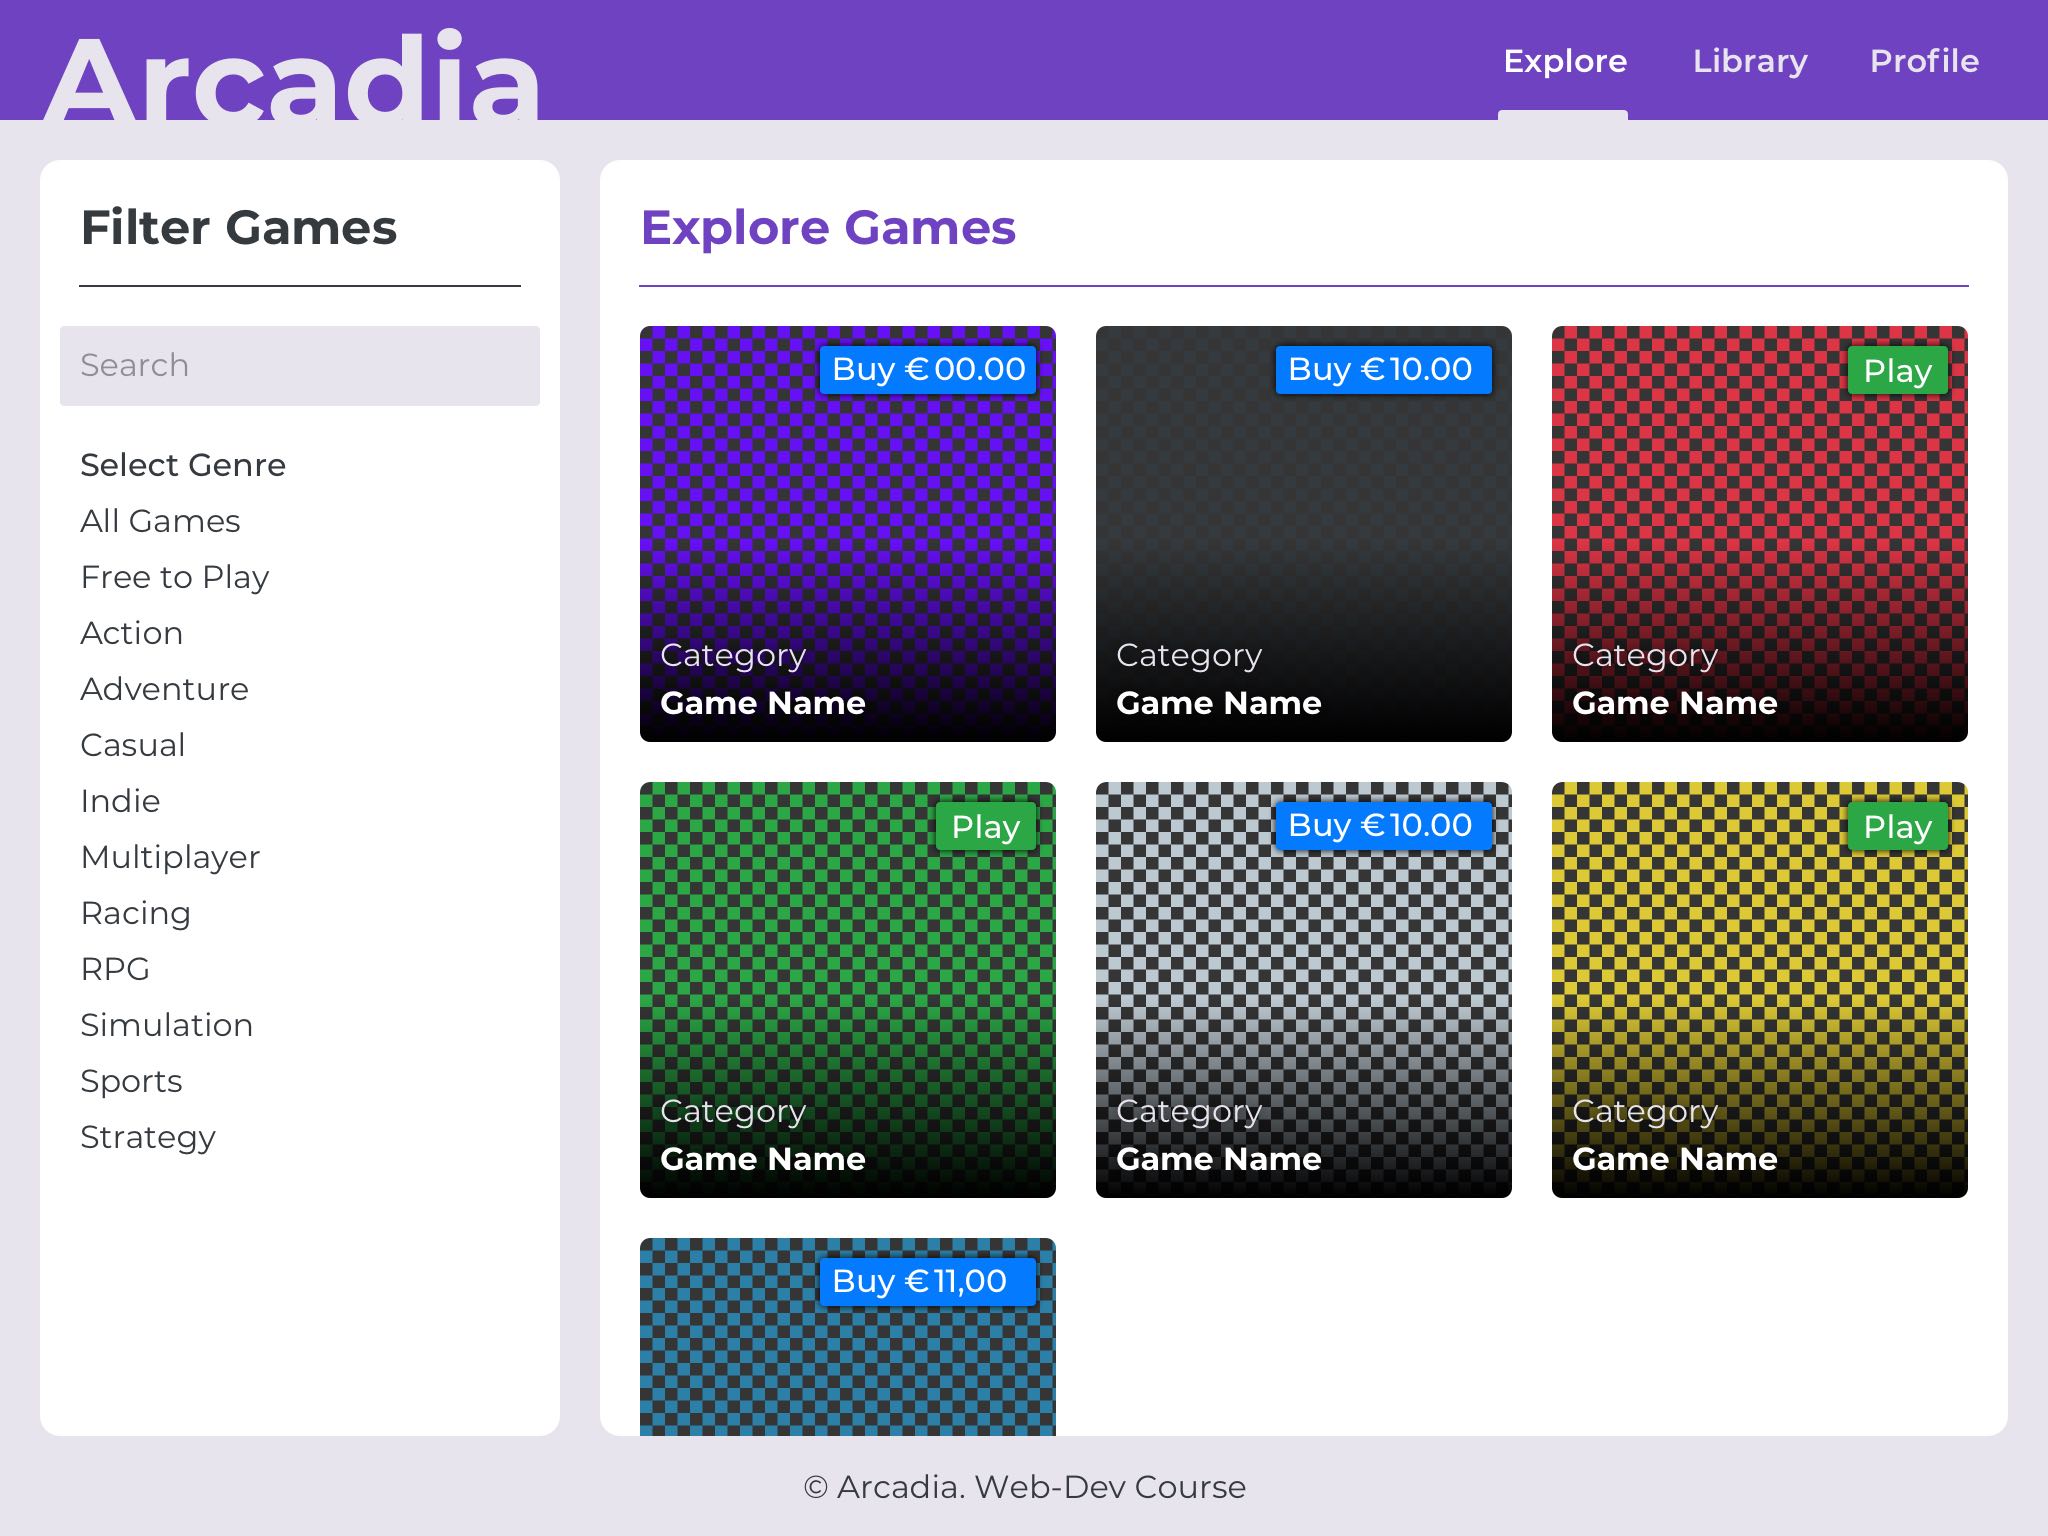 Arcadia
Explore
Library
Profile
Filter Games
Search
Select Genre
All Games
Free to Play
Action
Adventure
Casual
Indie
Multiplayer
Racing
RPG
Simulation
Sports
Strategy
Explore Games
Buy €00.00
Category
Game Name
Buy €10.00
Category
Game Name
Play
Category
Game Name
Play
Category
Game Name
Buy €10.00
Category
Game Name
Play
Category
Game Name
Buy €11,00
© Arcadia. Web-Dev Course